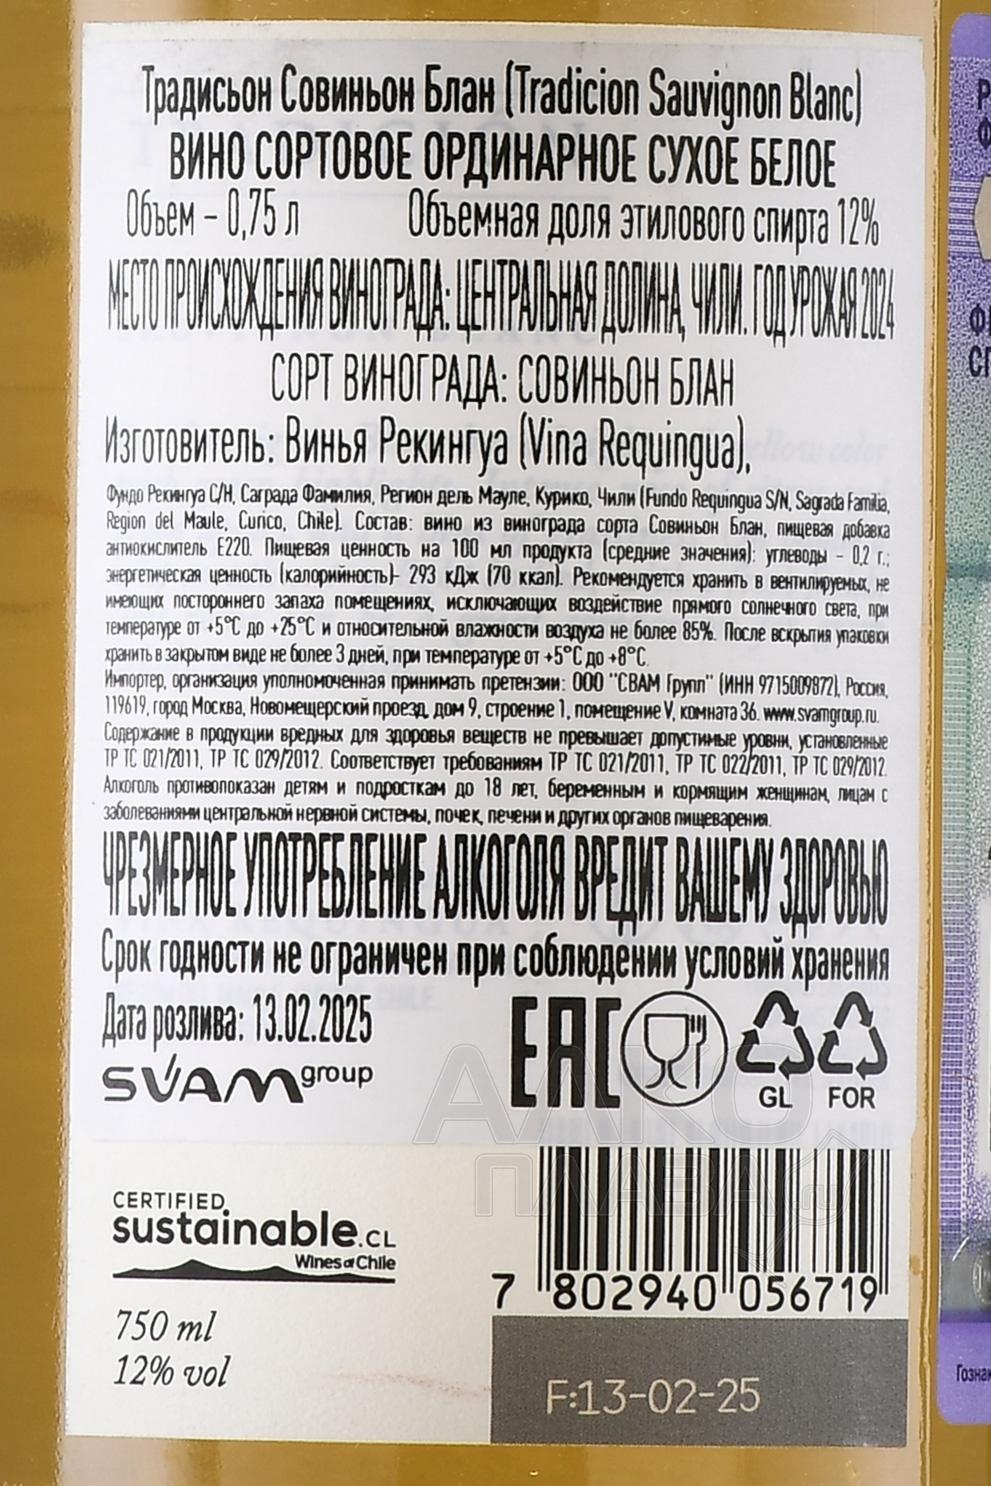 Традисьон Совиньон Блан (Tradicion Sauvignon Blanc)
ВИНО СОРТОВОЕ ОРДИНАРНОЕ СУХОЕ БЕЛОЕ
Объем – 0,75 л Объемная доля этилового спирта 12%
МЕСТО ПРОИСХОЖДЕНИЯ ВИНОГРАДА: ЦЕНТРАЛЬНАЯ ДОЛИНА, ЧИЛИ. ГОД УРОЖАЯ 2024
СОРТ ВИНОГРАДА: СОВИНЬОН БЛАН
Изготовитель: Винья Рекингуа (Vina Requingua),
Фундо Рекингуа С/Н, Саграда Фамилия, Регион дель Мауле, Курико, Чили (Fundo Requingua S/N, Sagrada Familia,
Region del Maule, Curico, Chile). Состав: вино из винограда сорта Совиньон Блан, пищевая добавка
антиокислитель Е220. Пищевая ценность на 100 мл продукта (средние значения): углеводы – 0,2 г.;
энергетическая ценность (калорийность)- 293 кДж (70 ккал). Рекомендуется хранить в вентилируемых, не
имеющих постороннего запаха помещениях, исключающих воздействие прямого солнечного света, при
температуре от +5°С до +25°С и относительной влажности воздуха не более 85%. После вскрытия упаковки
хранить в закрытом виде не более 3 дней, при температуре от +5°С до +8°С.
Импортер, организация уполномоченная принимать претензии: ООО "СВАМ Групп" (ИНН 9715009872), Россия,
119619, город Москва, Новомещерский проезд, дом 9, строение 1, помещение V, комната 36. www.svamgroup.ru.
Содержание в продукции вредных для здоровья веществ не превышает допустимые уровни, установленные
ТР ТС 021/2011, ТР ТС 029/2012. Соответствует требованиям ТР ТС 021/2011, ТР ТС 022/2011, ТР ТС 029/2012.
Алкоголь противопоказан детям и подросткам до 18 лет, беременным и кормящим женщинам, лицам с
заболеваниями центральной нервной системы, почек, печени и других органов пищеварения.
ЧРЕЗМЕРНОЕ УПОТРЕБЛЕНИЕ АЛКОГОЛЯ ВРЕДИТ ВАШЕМУ ЗДОРОВЬЮ
Срок годности не ограничен при соблюдении условий хранения
Дата розлива: 13.02.2025
SVAM group
EAC
GL FOR
CERTIFIED
sustainable.CL
Wines of Chile
7 802940 056719
750 ml
12% vol
F:13-02-25
АЛКО
ПЛАЗА.ru